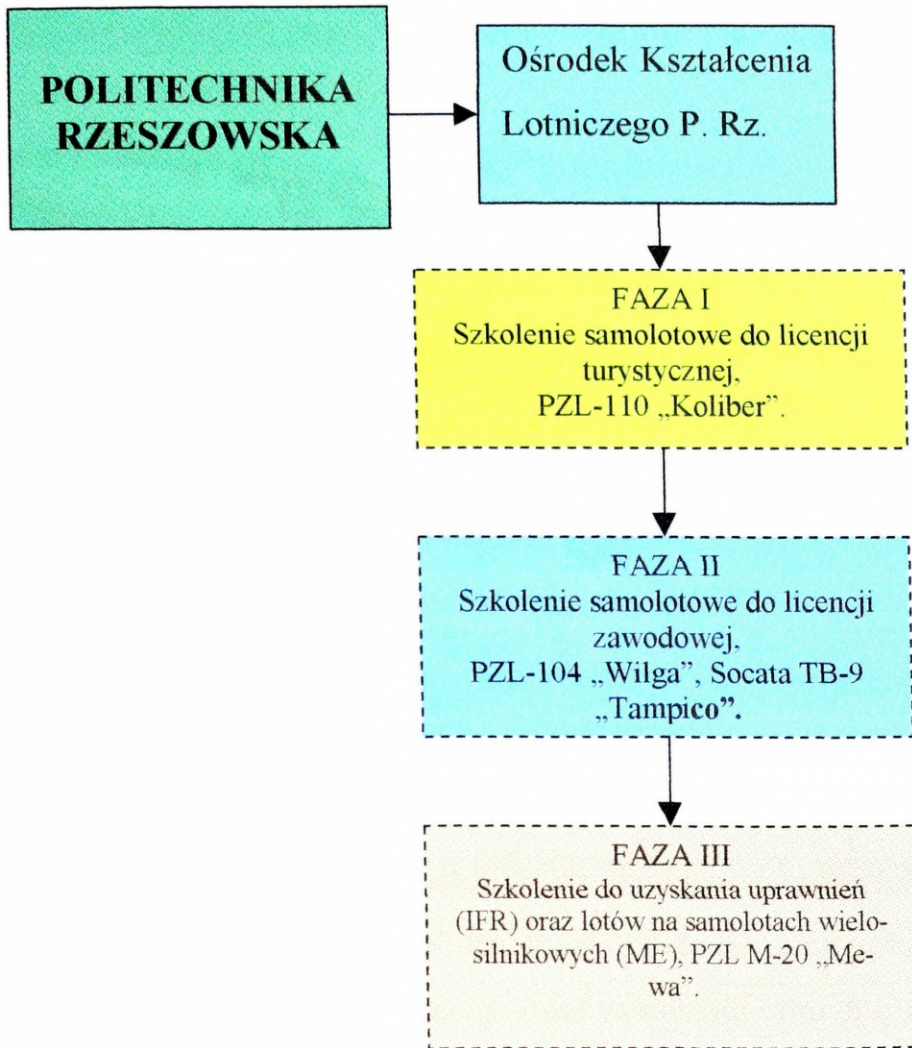 POLITECHNIKA
RZESZOWSKA
Ośrodek Kształcenia
Lotniczego P. Rz.
FAZA I
Szkolenie samolotowe do licencji
turystycznej,
PZL-110 „Koliber”.
FAZA II
Szkolenie samolotowe do licencji
zawodowej,
PZL-104 „Wilga”, Socata TB-9
„Tampico”.
FAZA III
Szkolenie do uzyskania uprawnień
(IFR) oraz lotów na samolotach wielo-
silnikowych (ME), PZL M-20 „Me-
wa”.